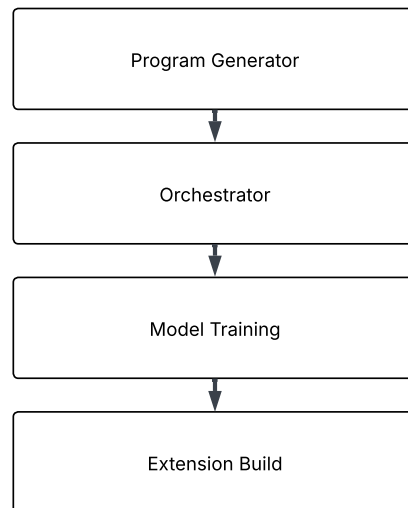 Program Generator
Orchestrator
Model Training
Extension Build